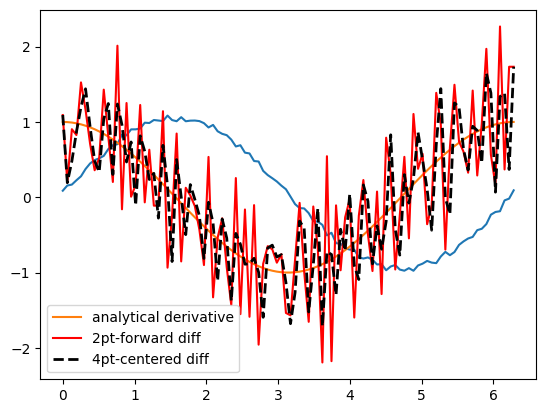 1
0
−1
−2
2
analytical derivative
2pt-forward diff
4pt-centered diff
0 1 2 3 4 5 6